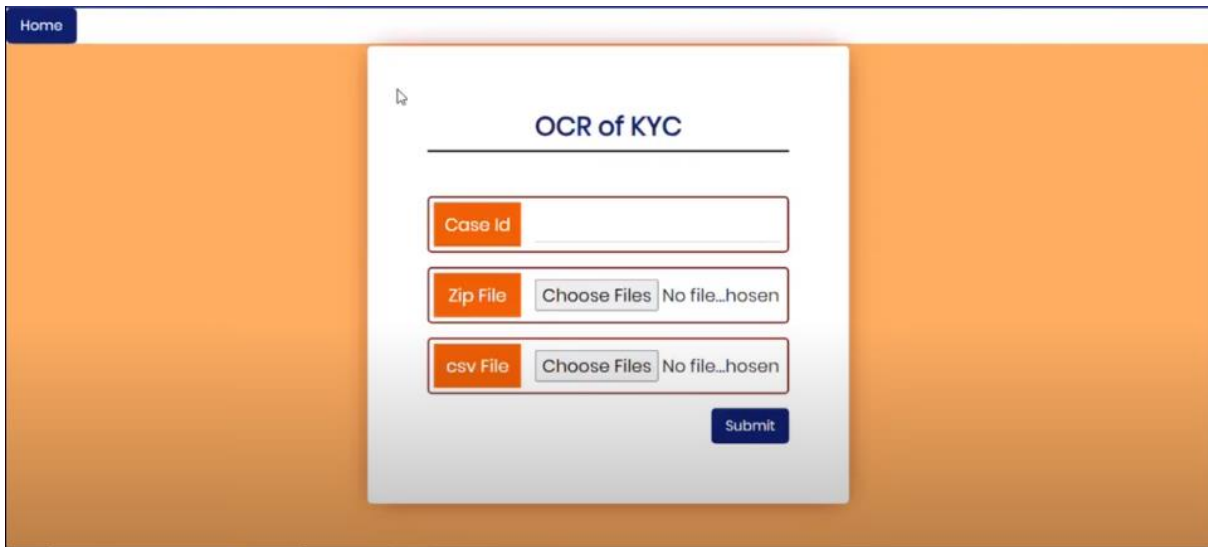 Home
OCR of KYC
Case Id
Zip File Choose Files No file...hosen
csv File Choose Files No file...hosen
Submit